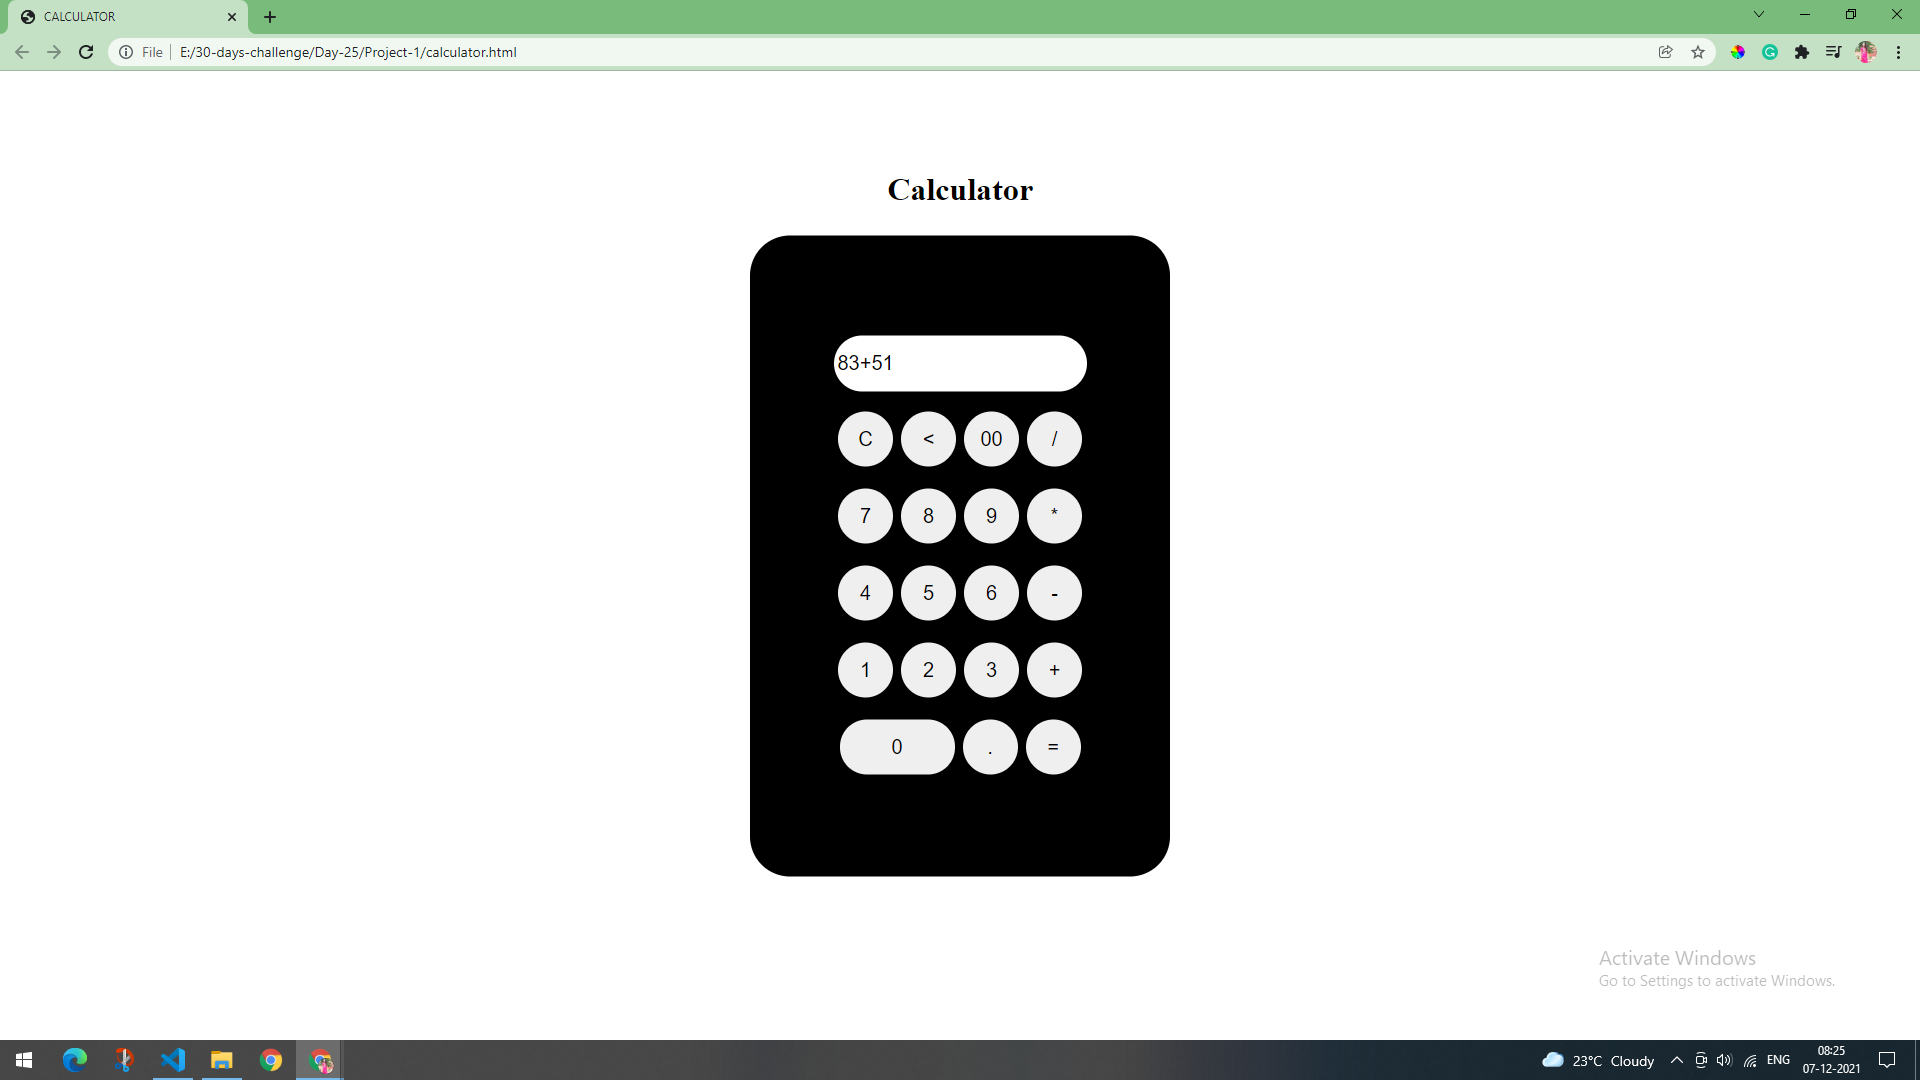 CALCULATOR
File
E:/30-days-challenge/Day-25/Project-1/calculator.html
Calculator
83+51
C < 00 /
7 8 9 *
4 5 6 -
1 2 3 +
0 . =
Activate Windows
Go to Settings to activate Windows.
23°C Cloudy
ENG
08:25
07-12-2021